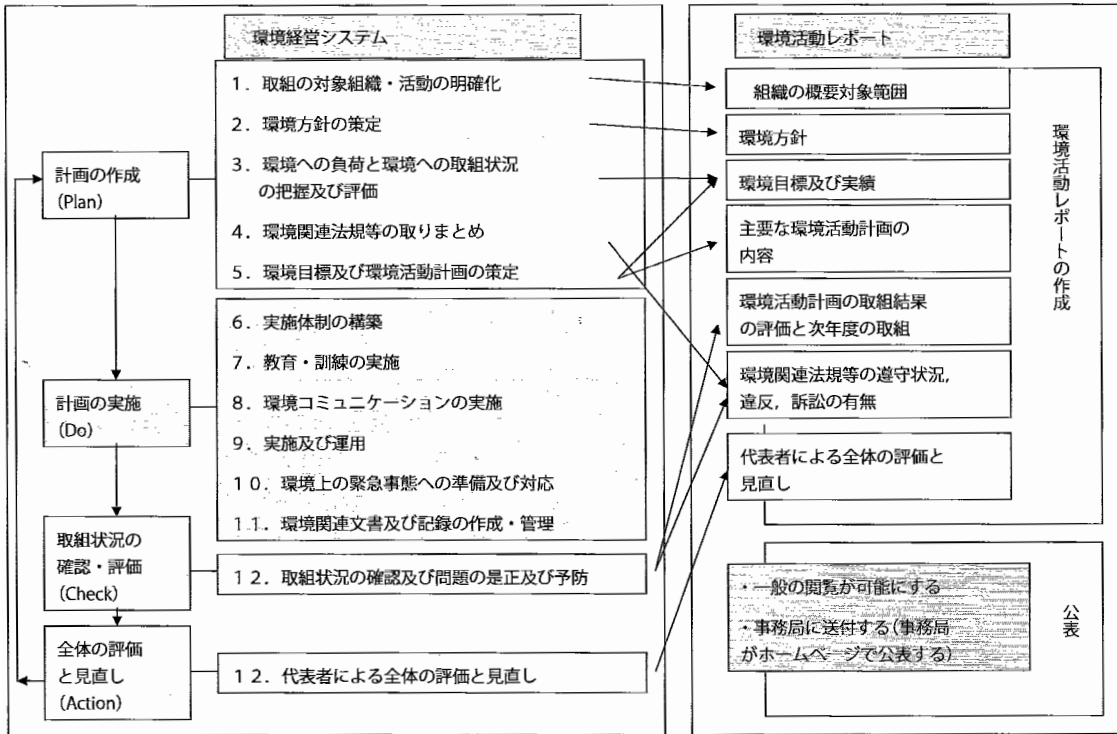 環境経営システム
計画の作成
(Plan)
計画の実施
(Do)
取組状況の
確認・評価
(Check)
全体の評価
と見直し
(Action)
１．取組の対象組織・活動の明確化
２．環境方針の策定
３．環境への負荷と環境への取組状況
の把握及び評価
４．環境関連法規等の取りまとめ
５．環境目標及び環境活動計画の策定
６．実施体制の構築
７．教育・訓練の実施
８．環境コミュニケーションの実施
９．実施及び運用
１０．環境上の緊急事態への準備及び対応
１１．環境関連文書及び記録の作成・管理
１２．取組状況の確認及び問題の是正及び予防
１２．代表者による全体の評価と見直し
環境活動レポート
組織の概要対象範囲
環境方針
環境目標及び実績
主要な環境活動計画の
内容
環境活動計画の取組結果
の評価と次年度の取組
環境関連法規等の遵守状況，
違反，訴訟の有無
代表者による全体の評価と
見直し
環境活動レポートの作成
・一般の閲覧が可能にする
・事務局に送付する(事務局
がホームページで公表する)
公表